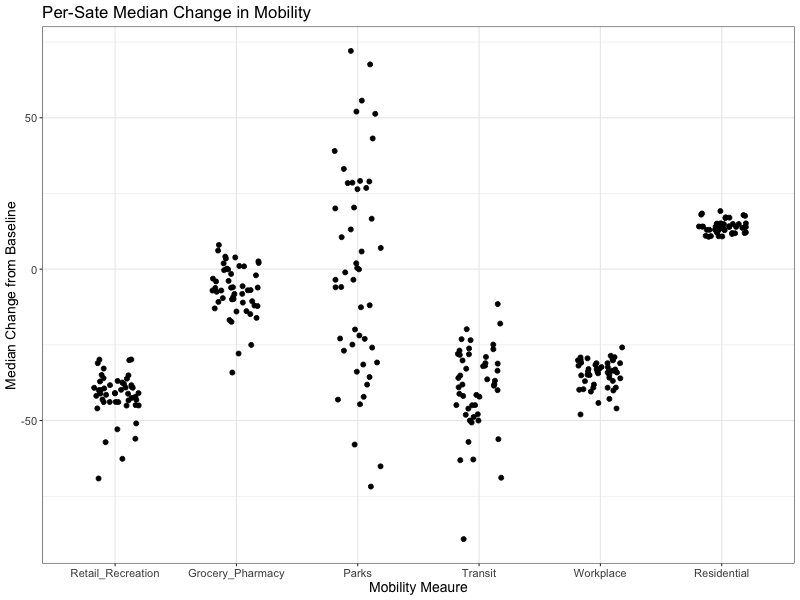 Per-Sate Median Change in Mobility
Median Change from Baseline
50
0
-50
Retail_Recreation Grocery_Pharmacy Parks Transit Workplace Residential
Mobility Meaure